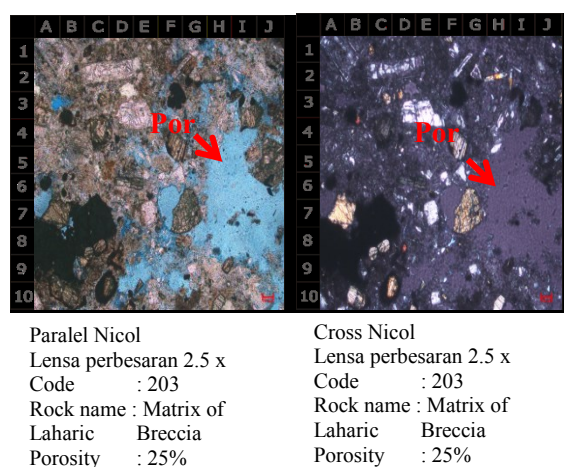 A B C D E F G H I J
1
2
3
4
5
6
7
8
9
10
Por
Paralel Nicol
Lensa perbesaran 2.5 x
Code : 203
Rock name : Matrix of
Laharic Breccia
Porosity : 25%
A B C D E F G H I J
1
2
3
4
5
6
7
8
9
10
Por
Cross Nicol
Lensa perbesaran 2.5 x
Code : 203
Rock name : Matrix of
Laharic Breccia
Porosity : 25%